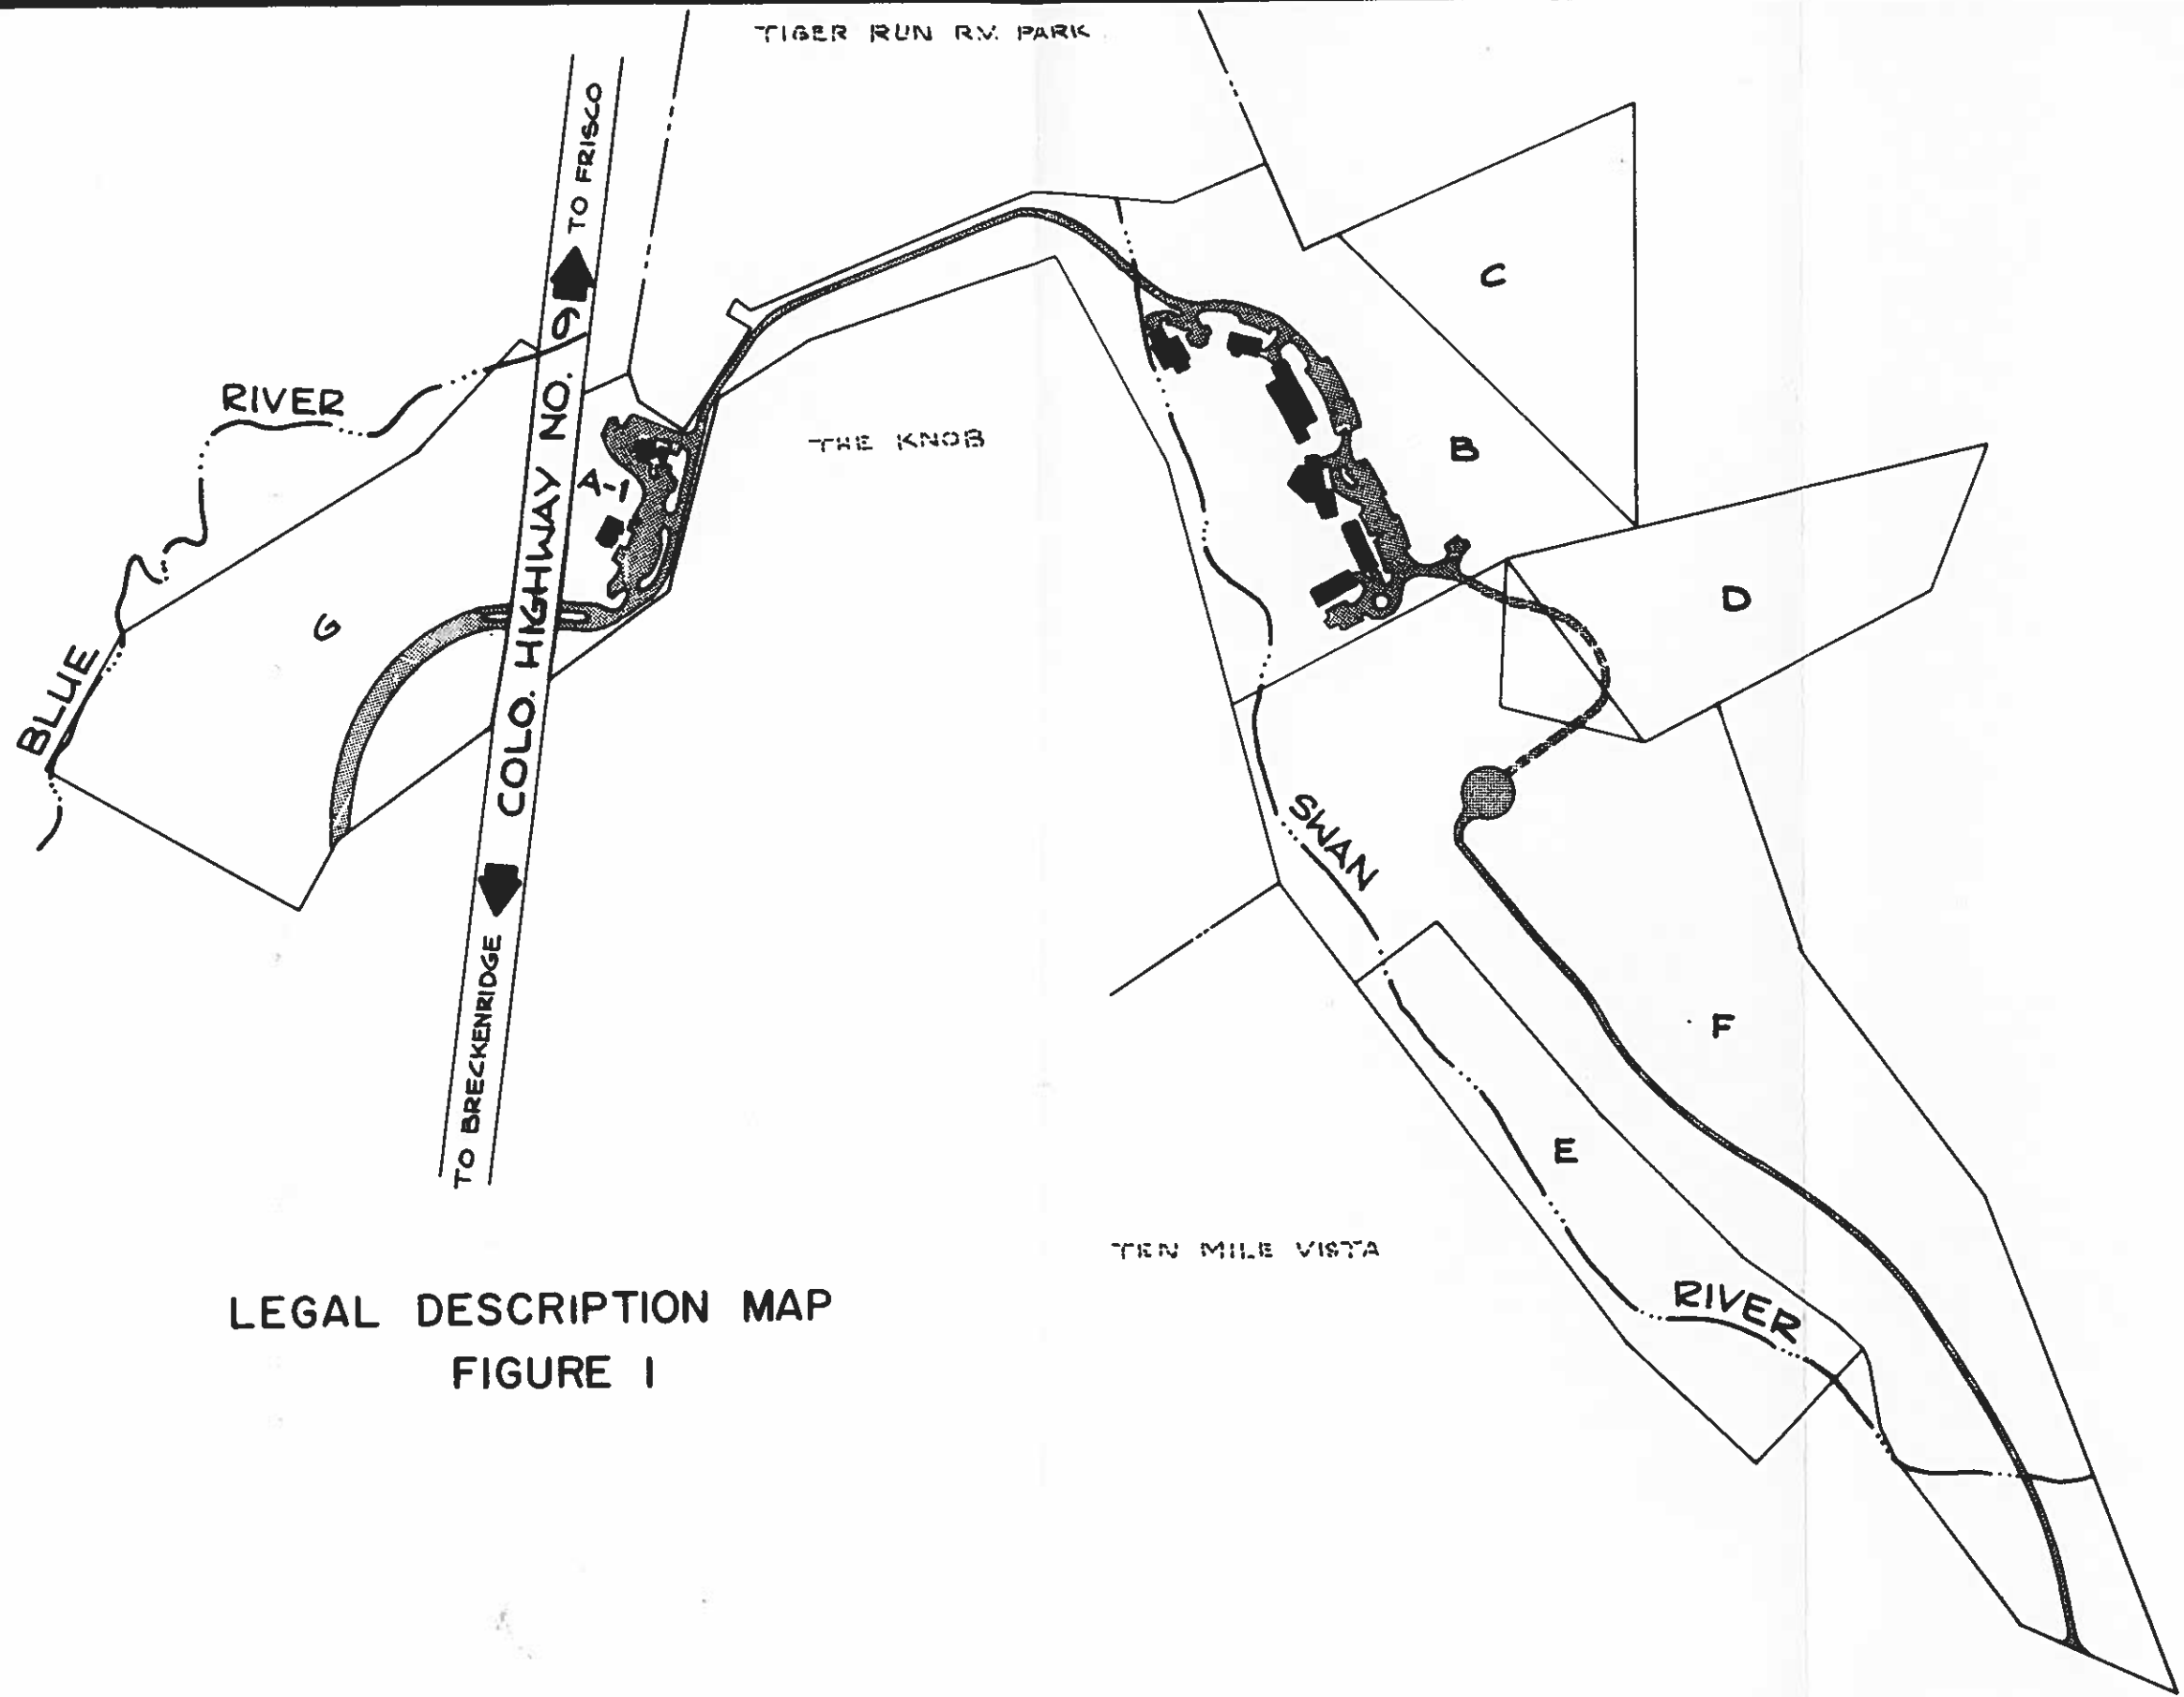 TIGER RUN R.V. PARK
TO FRISCO
COLO. HIGHWAY NO. 9
TO BRECKENRIDGE
BLUE
RIVER
G
A-1
THE KNOB
C
B
D
SWAN
RIVER
F
E
TEN MILE VISTA
LEGAL DESCRIPTION MAP
FIGURE 1